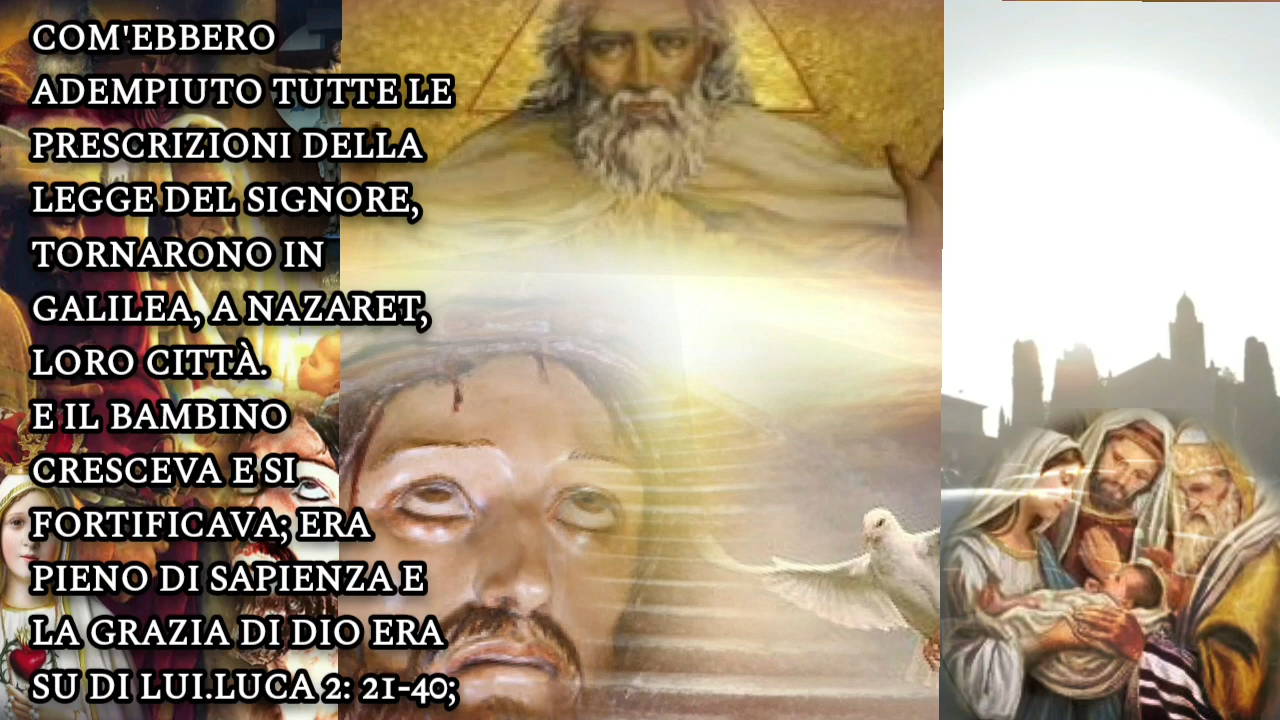 COM'EBBERO
ADEMPIUTO TUTTE LE
PRESCRIZIONI DELLA
LEGGE DEL SIGNORE,
TORNARONO IN
GALILEA, A NAZARET,
LORO CITTÀ.
E IL BAMBINO
CRESCEVA E SI
FORTIFICAVA; ERA
PIENO DI SAPIENZA E
LA GRAZIA DI DIO ERA
SU DI LUI.LUCA 2: 21-40;